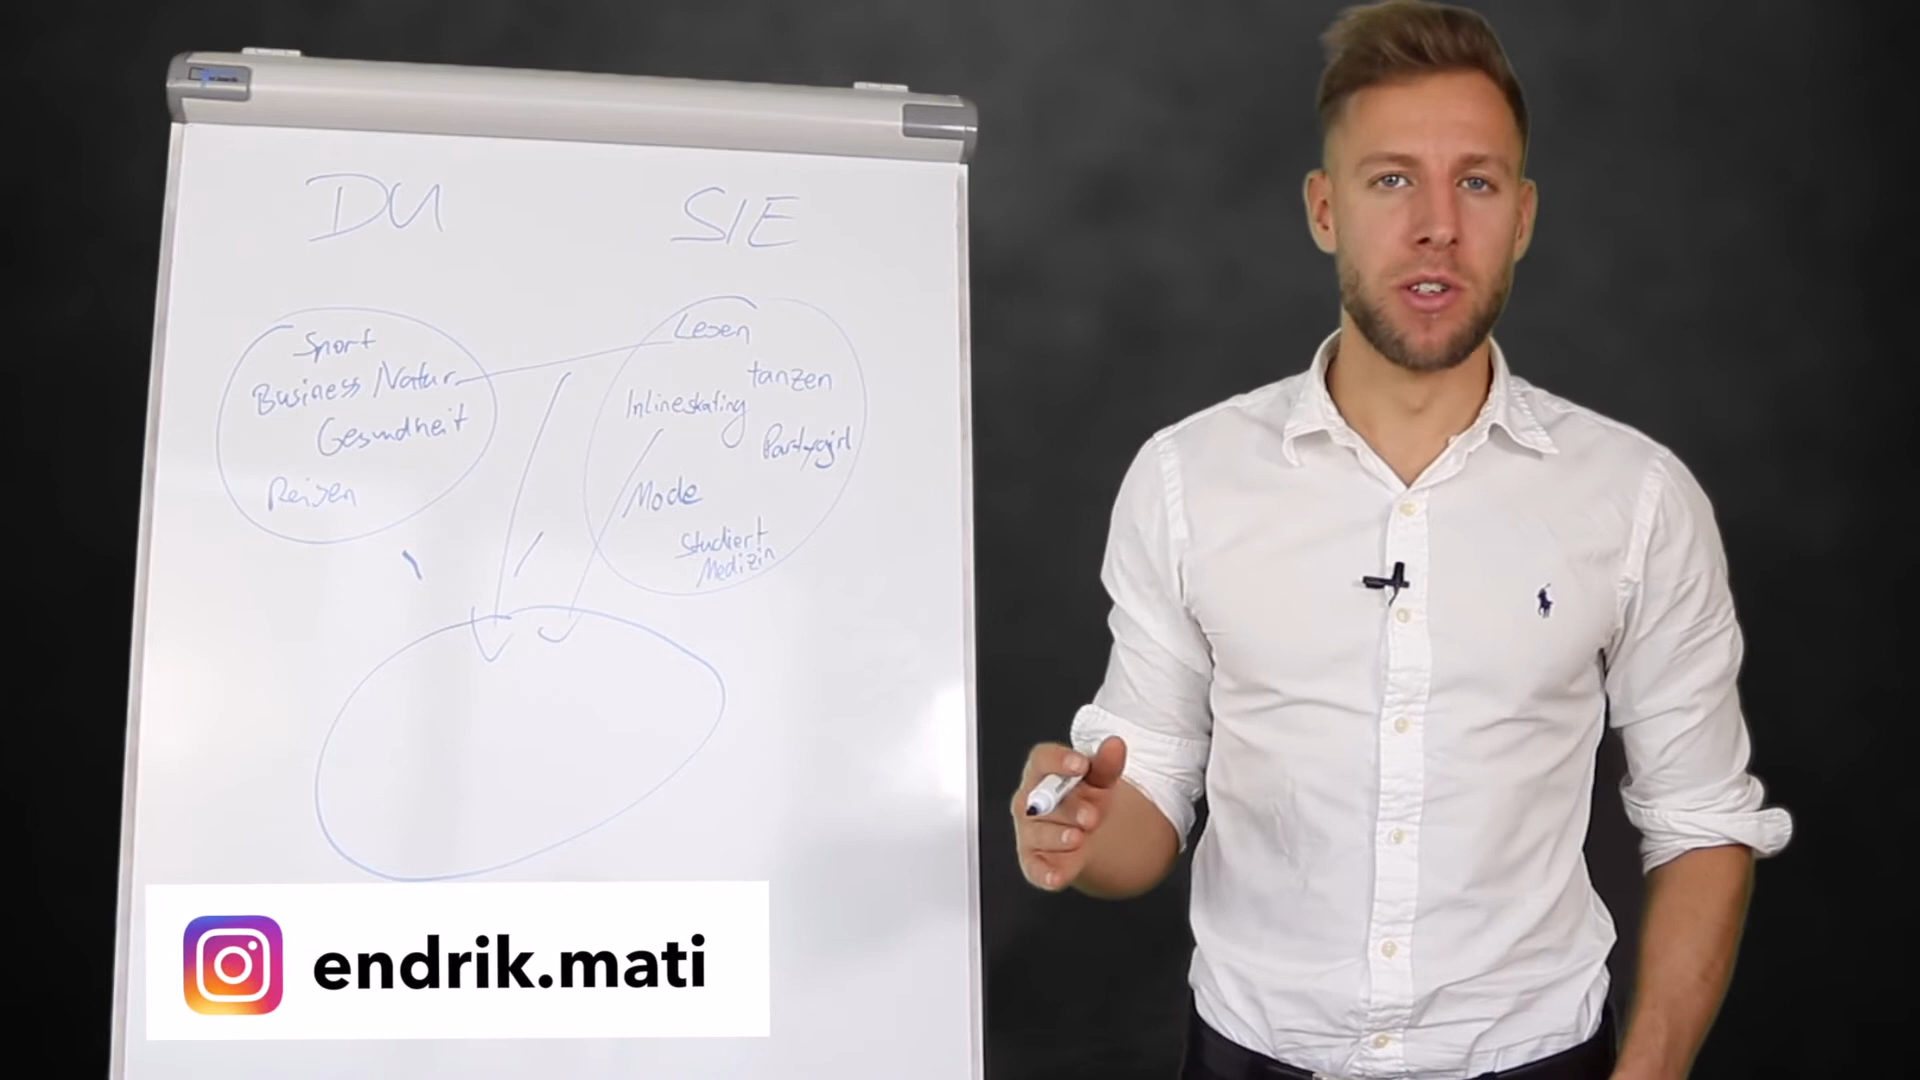 DU
SIE
Sport
Business/Natur
Gesundheit
Reisen
Lesen
tanzen
Inlineskating
Partygirl
Mode
Studiert
Medizin
endrik.mati